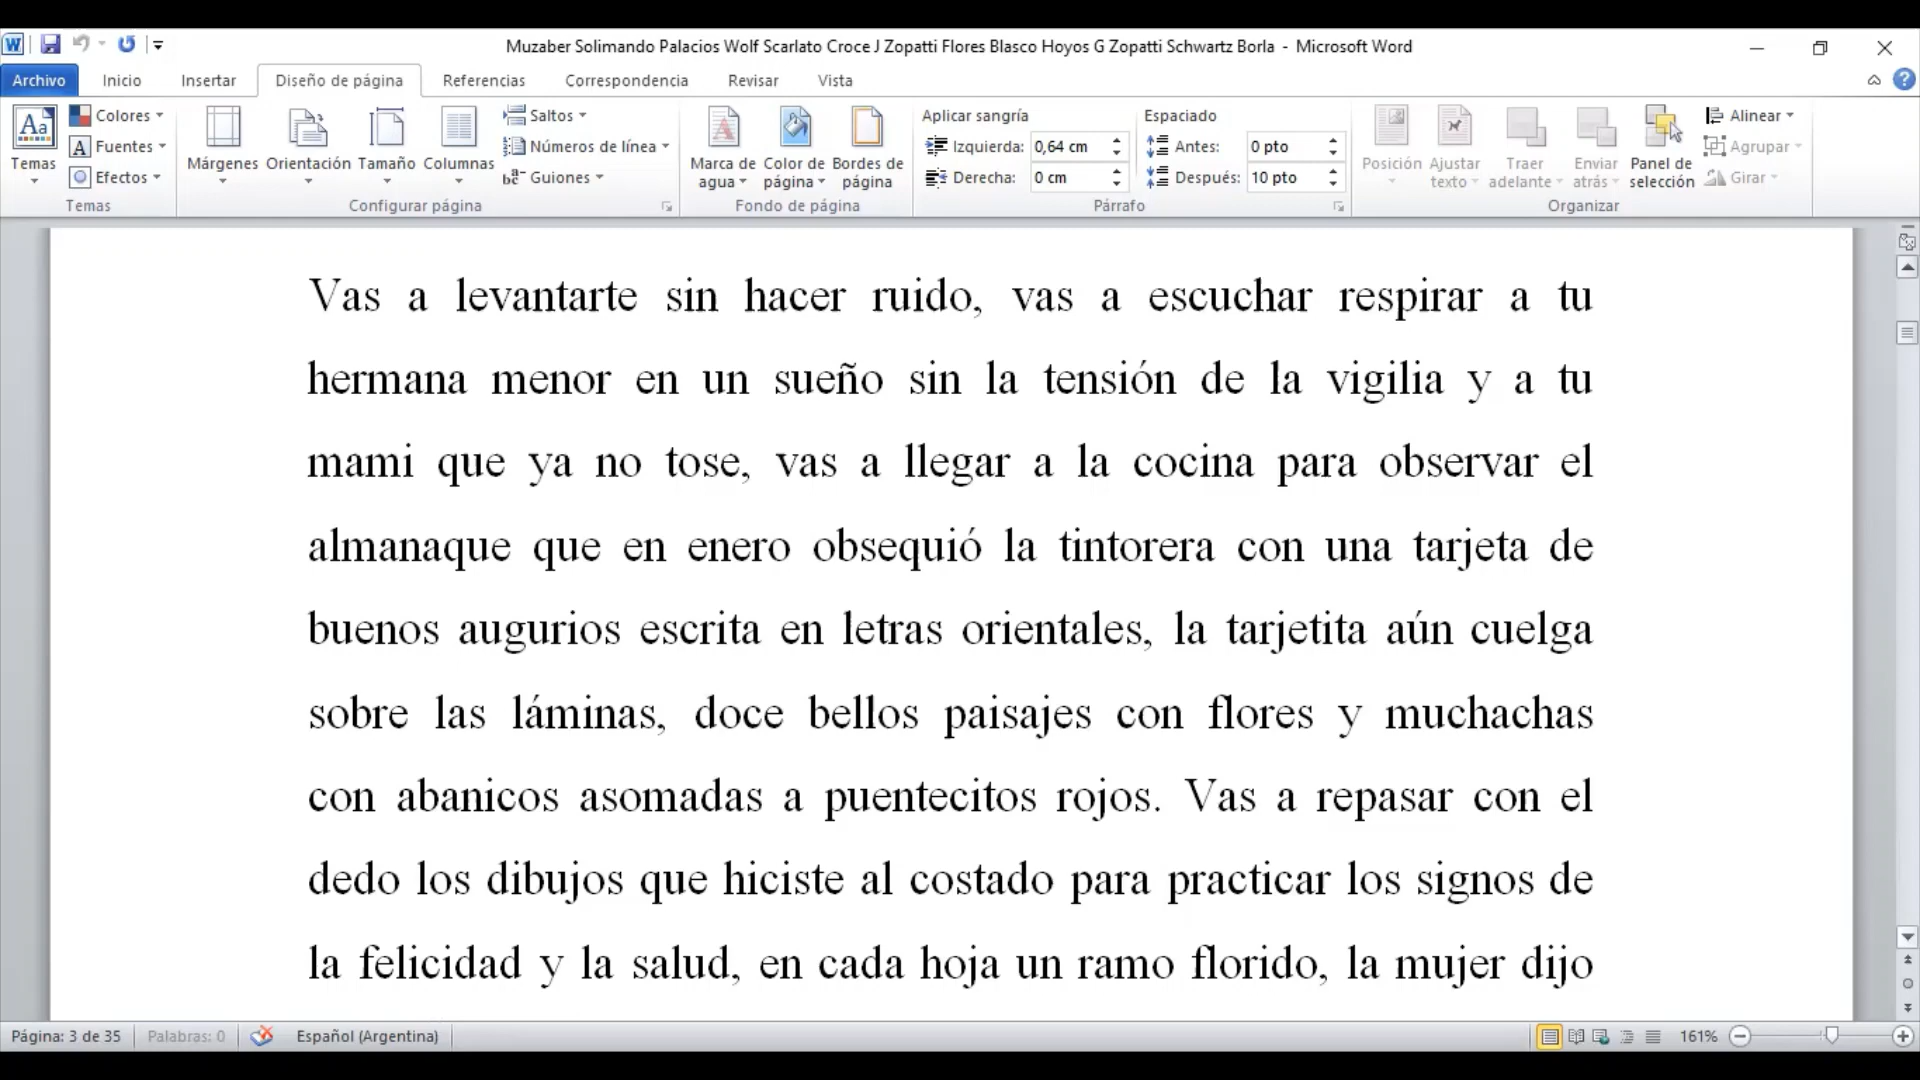 Muzaber Solimando Palacios Wolf Scarlato Croce J Zopatti Flores Blasco Hoyos G Zopatti Schwartz Borla - Microsoft Word
Archivo Inicio Insertar Diseño de página Referencias Correspondencia Revisar Vista
Temas
Colores
Fuentes
Efectos
Temas
Márgenes Orientación Tamaño Columnas
Saltos
Números de línea
Guiones
Configurar página
Marca de agua
Color de página
Bordes de página
Fondo de página
Aplicar sangría
Izquierda: 0,64 cm
Derecha: 0 cm
Espaciado
Antes: 0 pto
Después: 10 pto
Párrafo
Posición
Ajustar texto
Traer adelante
Enviar atrás
Panel de selección
Alinear
Agrupar
Girar
Organizar
Vas a levantarte sin hacer ruido, vas a escuchar respirar a tu
hermana menor en un sueño sin la tensión de la vigilia y a tu
mami que ya no tose, vas a llegar a la cocina para observar el
almanaque que en enero obsequió la tintorera con una tarjeta de
buenos augurios escrita en letras orientales, la tarjetita aún cuelga
sobre las láminas, doce bellos paisajes con flores y muchachas
con abanicos asomadas a puentecitos rojos. Vas a repasar con el
dedo los dibujos que hiciste al costado para practicar los signos de
la felicidad y la salud, en cada hoja un ramo florido, la mujer dijo
Página: 3 de 35 Palabras: 0 Español (Argentina) 161%